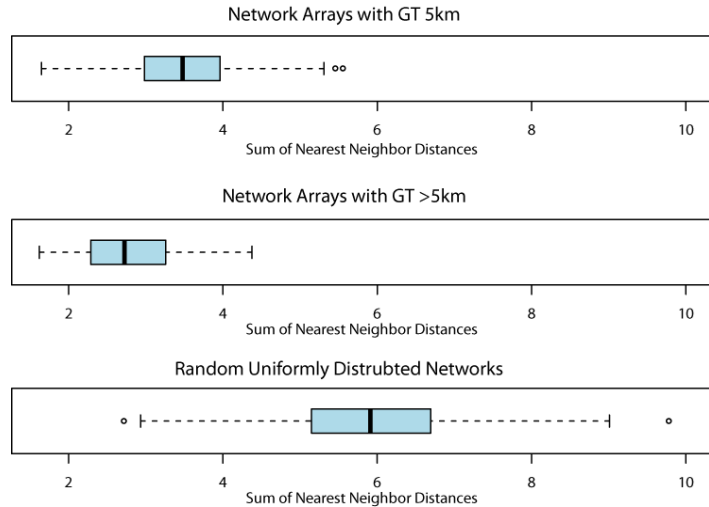 Network Arrays with GT 5km
2 4 6 8 10
Sum of Nearest Neighbor Distances
Network Arrays with GT >5km
2 4 6 8 10
Sum of Nearest Neighbor Distances
Random Uniformly Distrubted Networks
2 4 6 8 10
Sum of Nearest Neighbor Distances